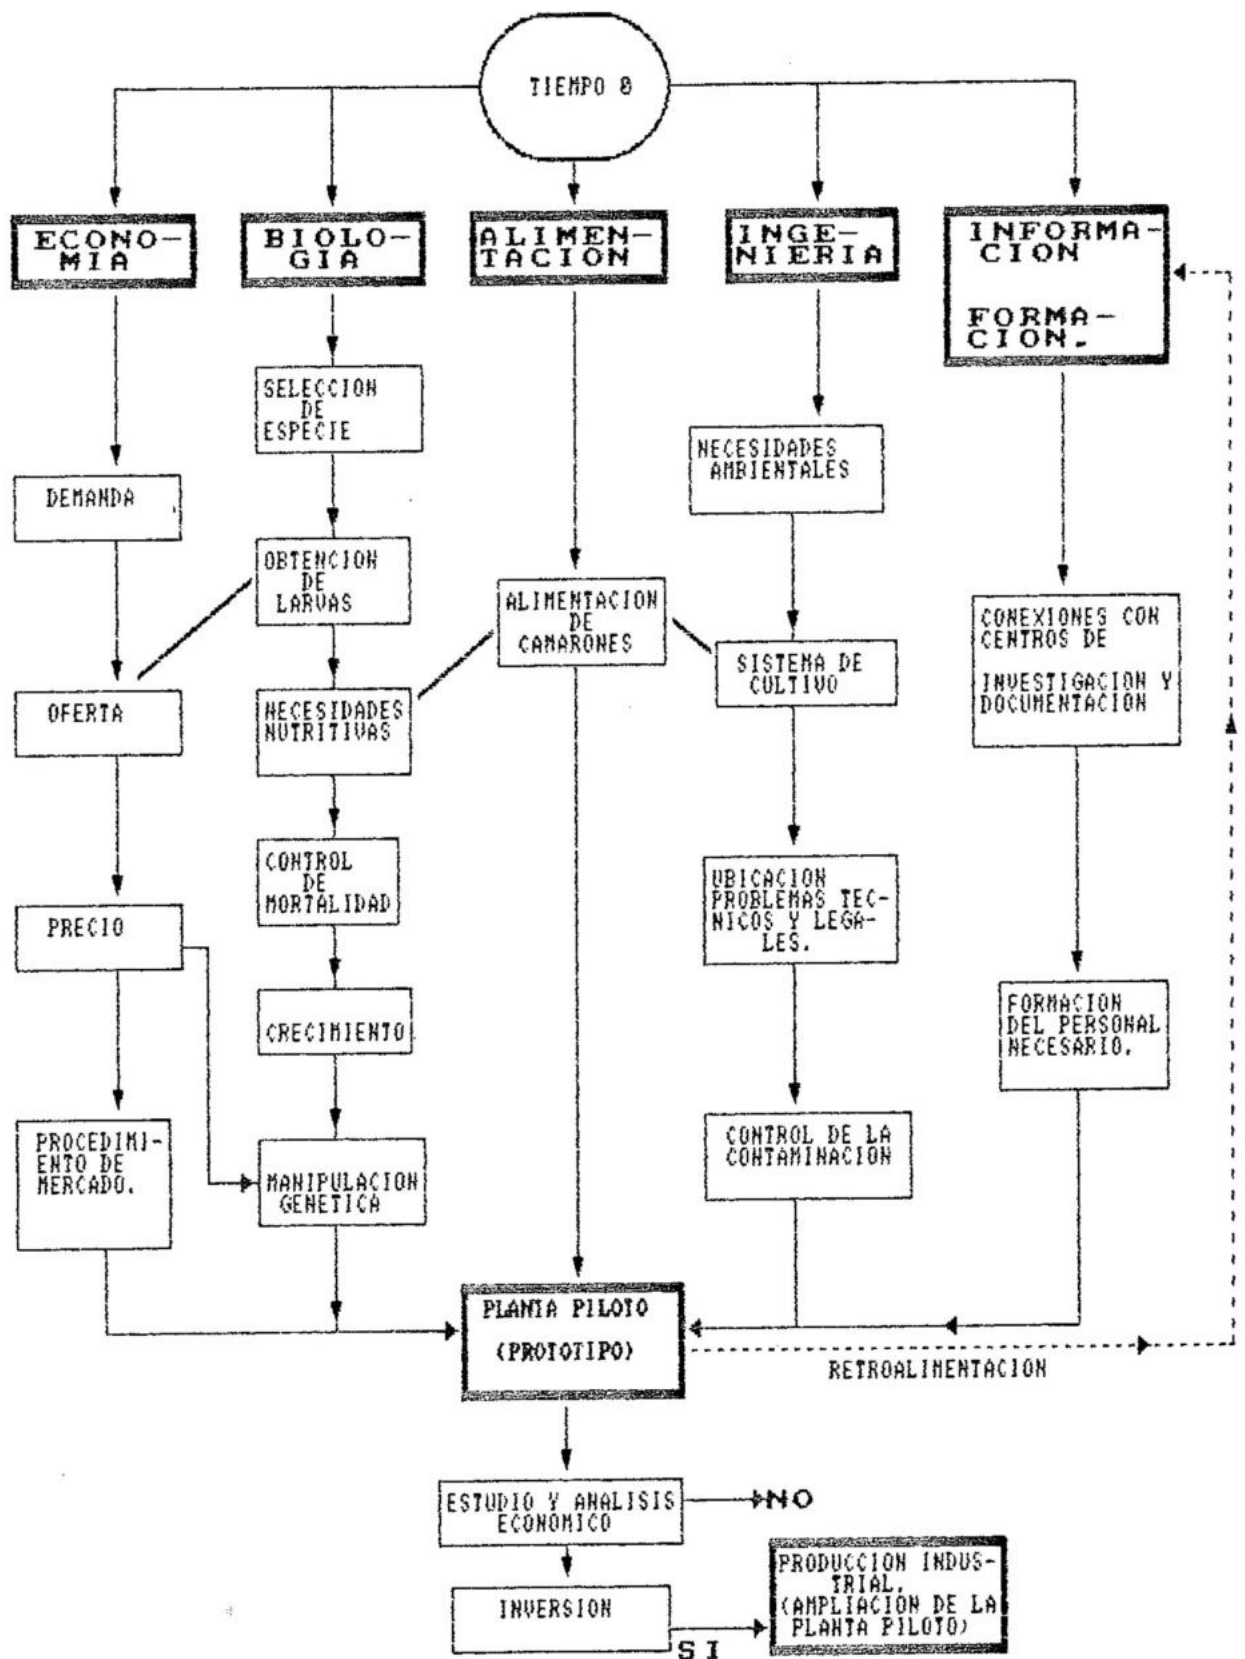 TIEMPO 0
ECONO-
MIA
BIOLO-
GIA
ALIMEN-
TACION
INGE-
NIERIA
INFORMA-
CION
FORMA-
CION.
SELECCION
DE
ESPECIE
NECESIDADES
AMBIENTALES
DEMANDA
OBTENCION
DE
LARVAS
ALIMENTACION
DE
CAMARONES
CONEXIONES CON
CENTROS DE
INVESTIGACION Y
DOCUMENTACION
SISTEMA DE
CULTIVO
OFERTA
NECESIDADES
NUTRITIVAS
CONTROL
DE
MORTALIDAD
UBICACION
PROBLEMAS TEC-
NICOS Y LEGA-
LES.
PRECIO
CRECIMIENTO
FORMACION
DEL PERSONAL
NECESARIO.
PROCEDIMI-
ENTO DE
MERCADO.
MANIPULACION
GENETICA
CONTROL DE LA
CONTAMINACION
PLANTA PILOTO
(PROTOTIPO)
RETROALIMENTACION
ESTUDIO Y ANALISIS
ECONOMICO
NO
INVERSION
SI
PRODUCCION INDUS-
TRIAL.
(AMPLIACION DE LA
PLANTA PILOTO)